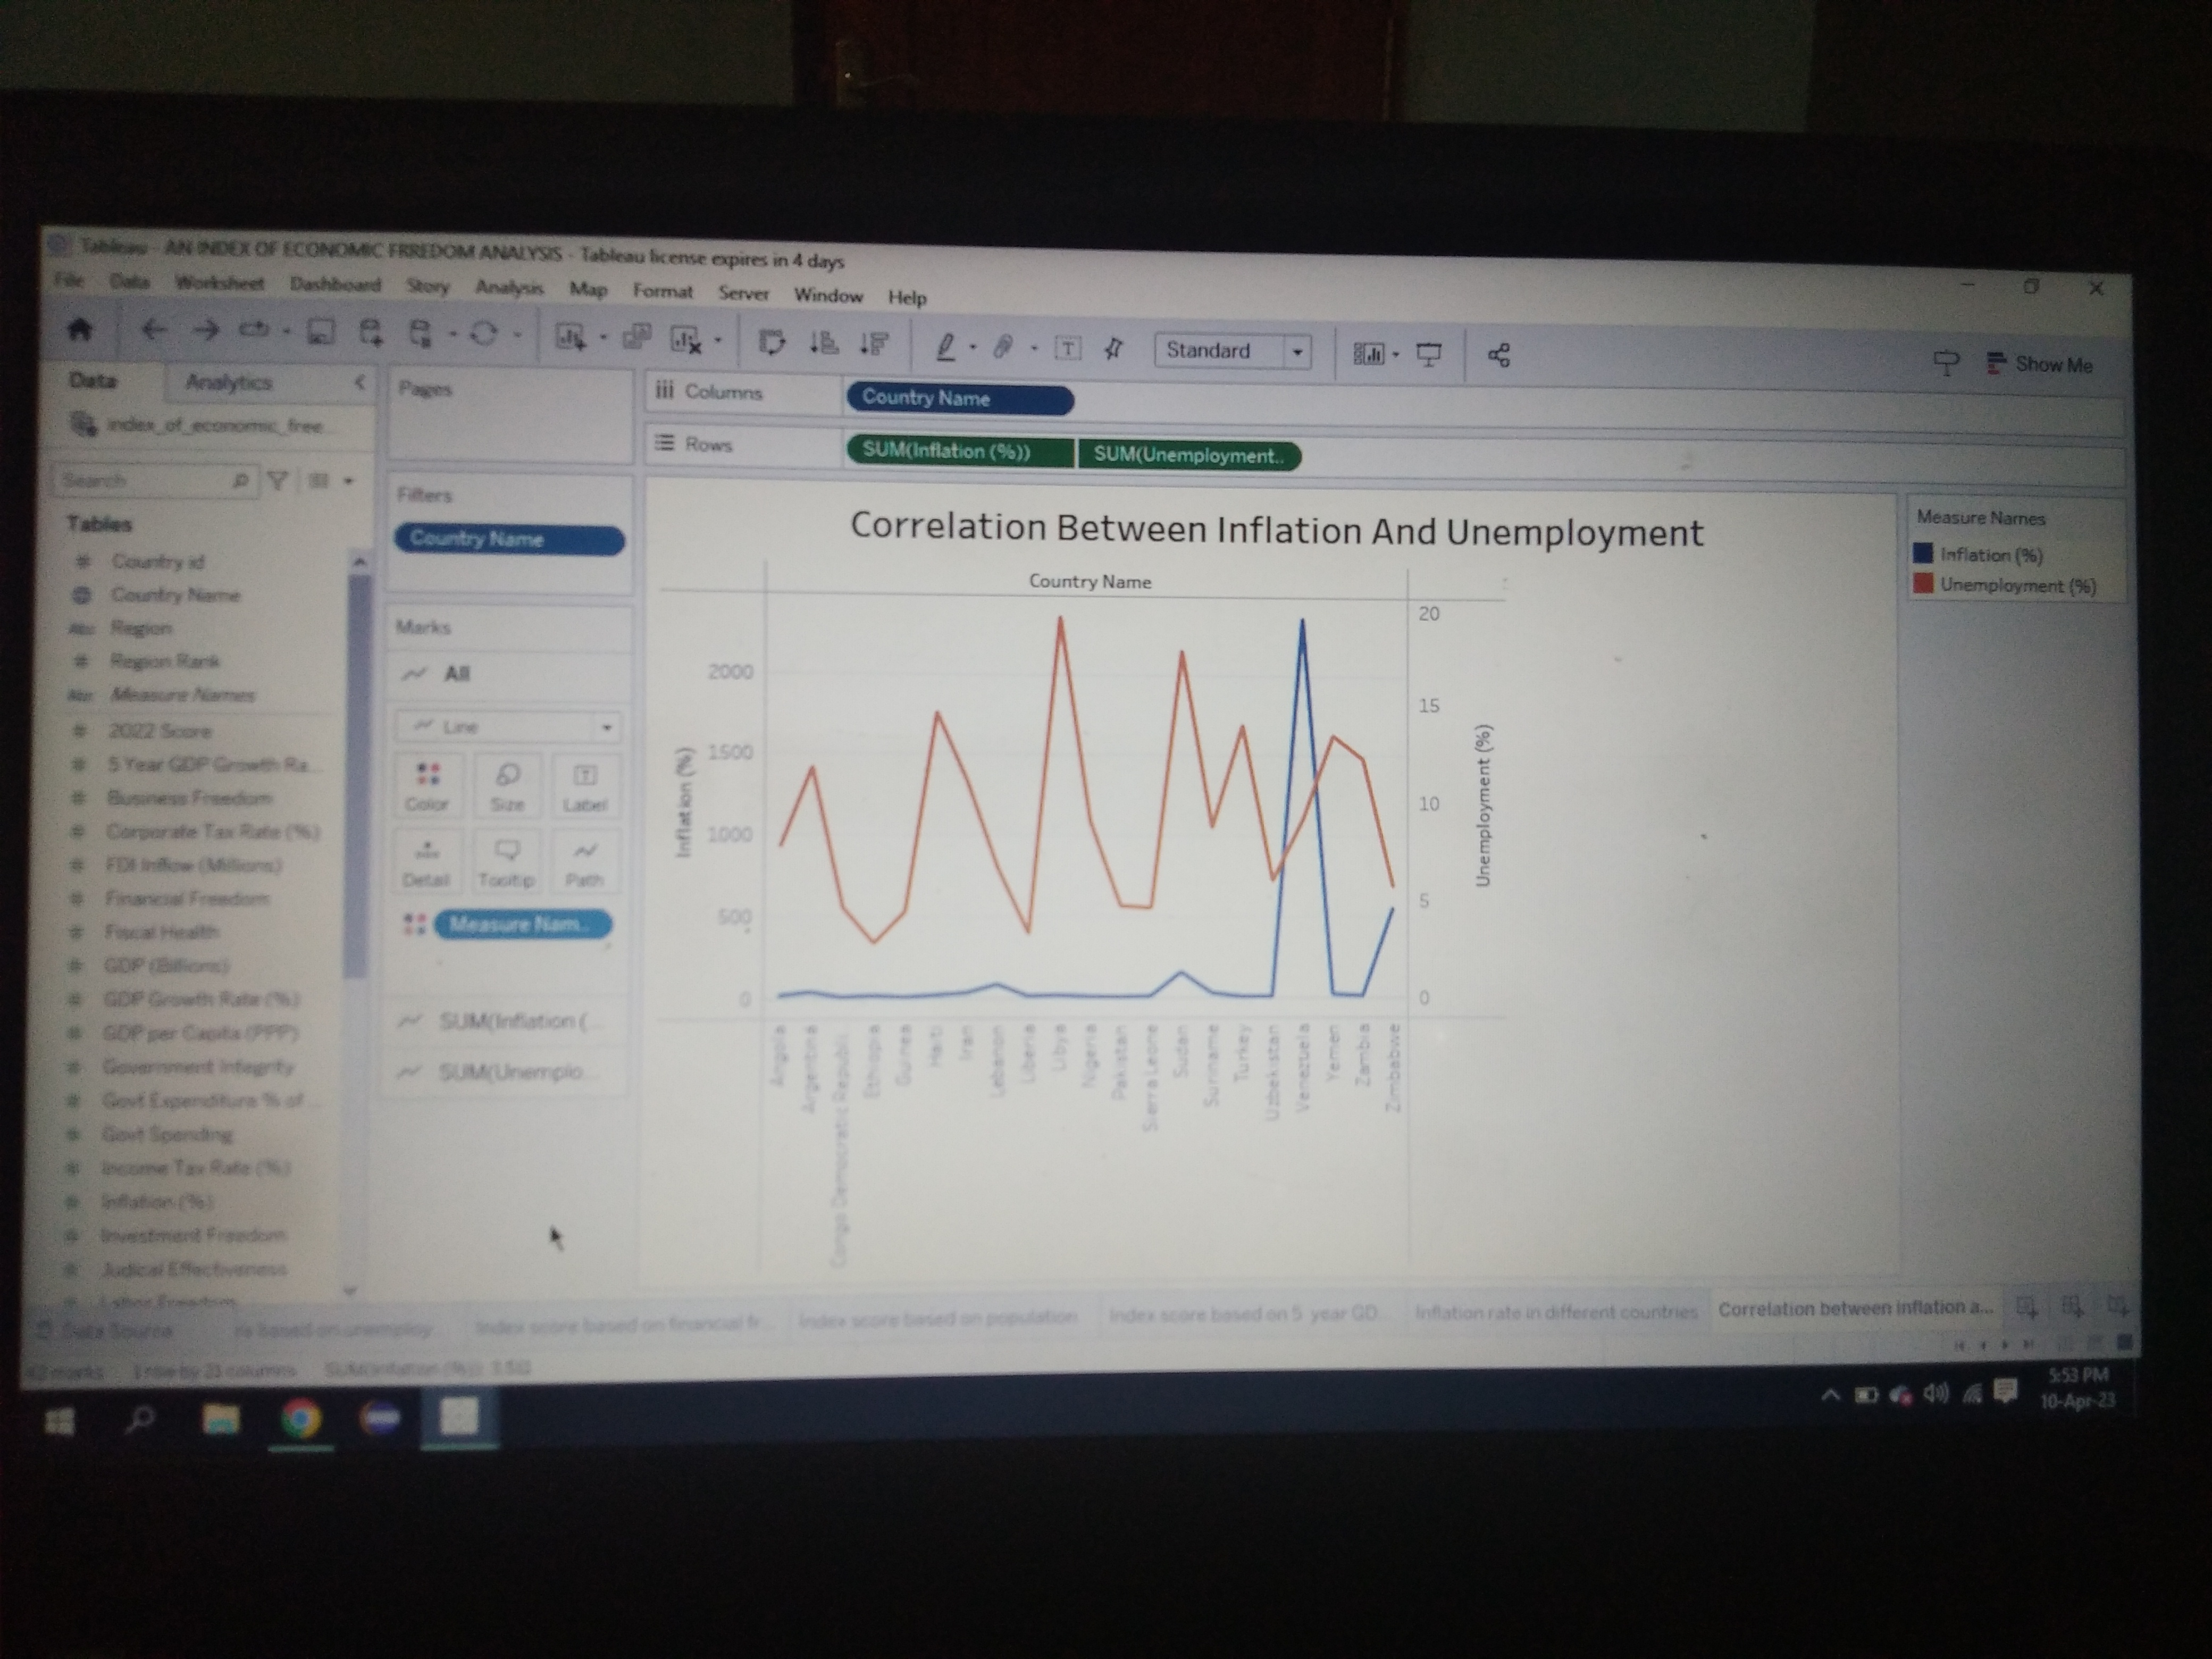 Tableau - AN INDEX OF ECONOMIC FRREDOM ANALYSIS - Tableau license expires in 4 days
File Data Worksheet Dashboard Story Analysis Map Format Server Window Help
Standard
Show Me
Data Analytics
index_of_economic_free...
Search
Tables
Country id
Country Name
Region
Region Rank
Measure Names
2022 Score
5 Year GDP Growth Ra...
Business Freedom
Corporate Tax Rate (%)
FDI Inflow (Millions)
Financial Freedom
Fiscal Health
GDP (Billions)
GDP Growth Rate (%)
GDP per Capita (PPP)
Government Integrity
Govt Expenditure % of ...
Govt Spending
Income Tax Rate (%)
Inflation (%)
Investment Freedom
Judical Effectiveness
Labor Freedom
Pages
Filters
Country Name
Marks
All
Line
Color Size Label
Detail Tooltip Path
Measure Nam..
SUM(Inflation (...
SUM(Unemplo...
iii Columns Country Name
Rows SUM(Inflation (%)) SUM(Unemployment..
Correlation Between Inflation And Unemployment
Country Name
Inflation (%)
2000
1500
1000
500
0
20
15
10
5
0
Unemployment (%)
Angola
Argentina
Congo Democratic Republi..
Ethiopia
Guinea
Haiti
Iran
Lebanon
Liberia
Libya
Nigeria
Pakistan
Sierra Leone
Sudan
Suriname
Turkey
Uzbekistan
Venezuela
Yemen
Zambia
Zimbabwe
Measure Names
Inflation (%)
Unemployment (%)
Data Source
rs based on unemploy...
Index score based on financial fr...
Index score based on population
Index score based on 5 year GD...
Inflation rate in different countries
Correlation between inflation a...
marks 1 row by 21 columns SUM(Inflation (%)):
5:53 PM
10-Apr-23